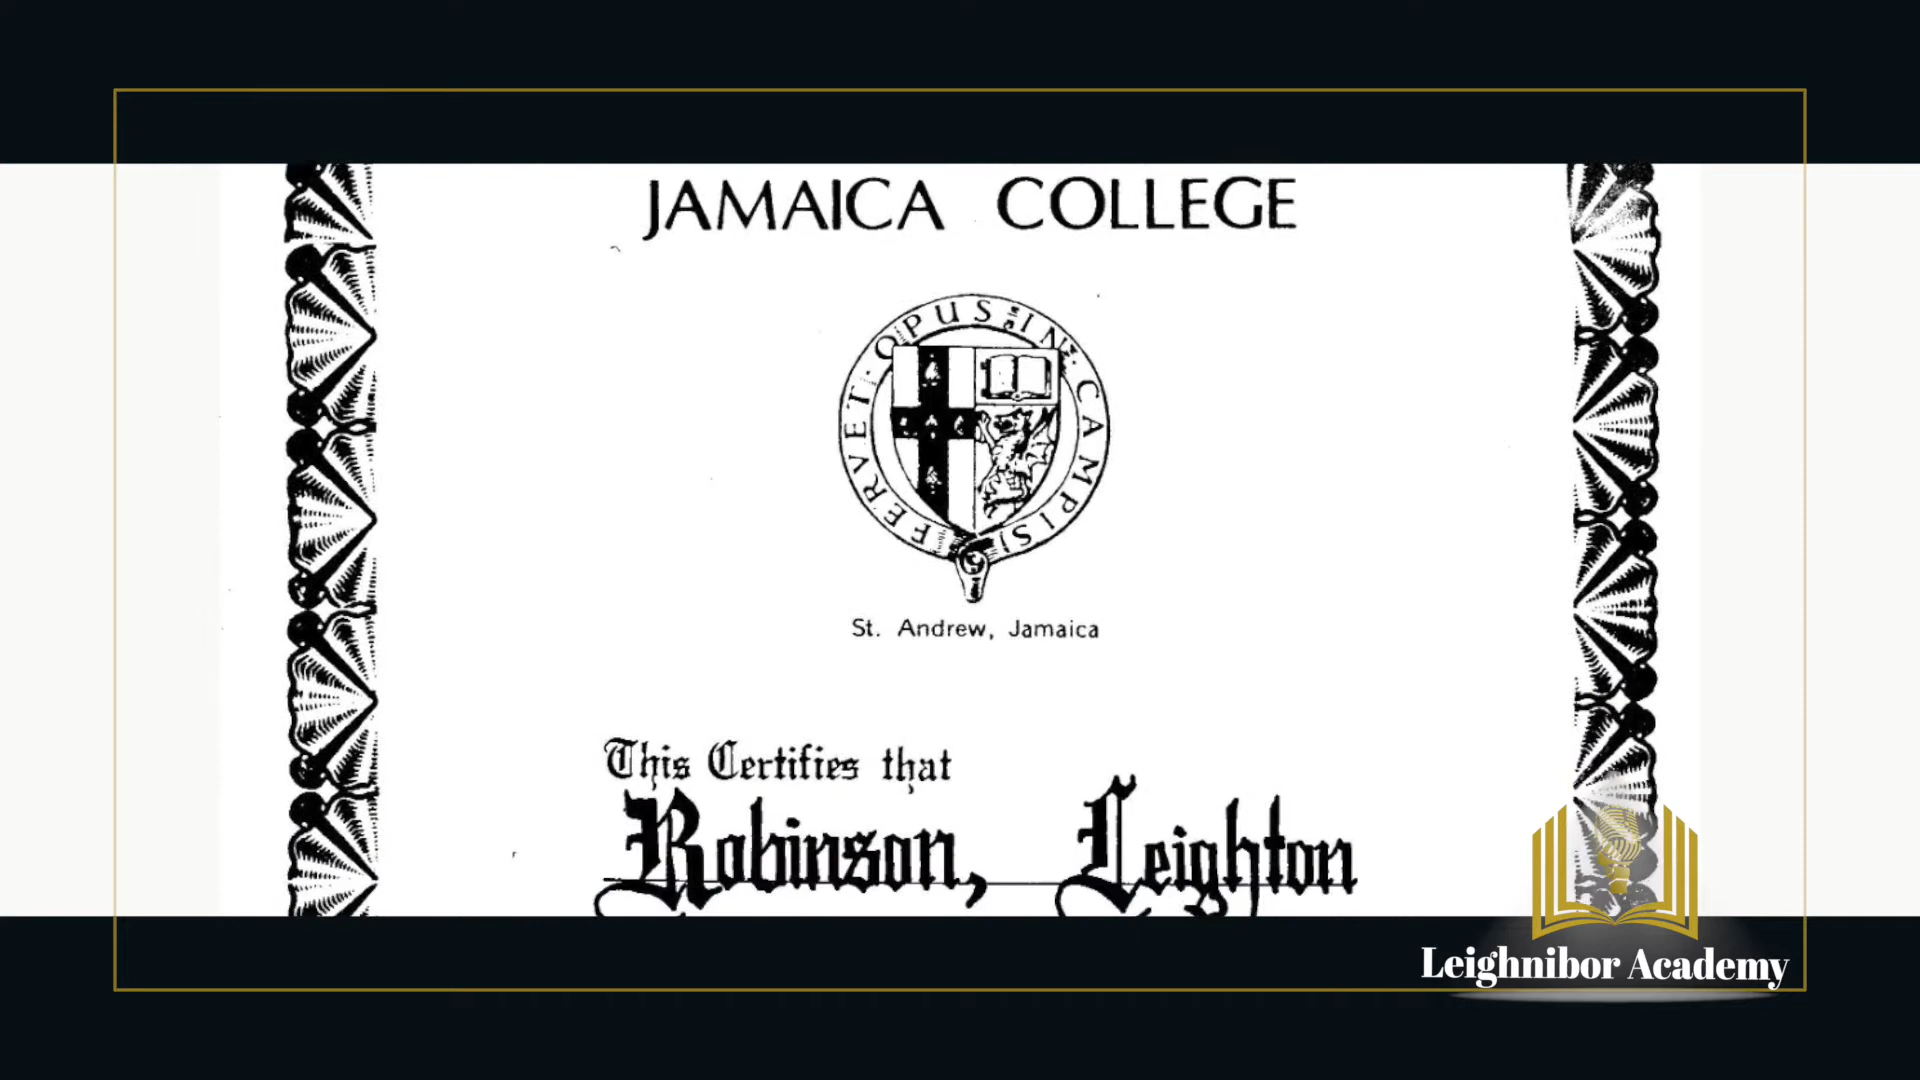 JAMAICA COLLEGE
FERVET · OPUS · IN · CAMPIS
St. Andrew, Jamaica
This Certifies that
Robinson, Leighton
Leighnibor Academy